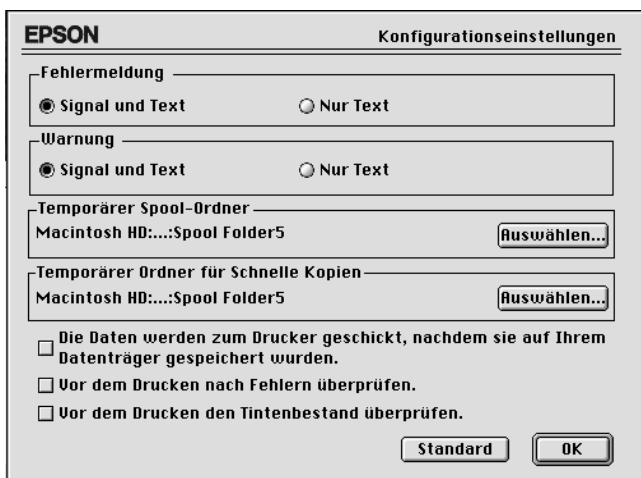 EPSON Konfigurationseinstellungen
Fehlermeldung
Signal und Text Nur Text
Warnung
Signal und Text Nur Text
Temporärer Spool-Ordner
Macintosh HD:...:Spool Folder5 Auswählen...
Temporärer Ordner für Schnelle Kopien
Macintosh HD:...:Spool Folder5 Auswählen...
Die Daten werden zum Drucker geschickt, nachdem sie auf Ihrem
Datenträger gespeichert wurden.
Vor dem Drucken nach Fehlern überprüfen.
Vor dem Drucken den Tintenbestand überprüfen.
Standard OK